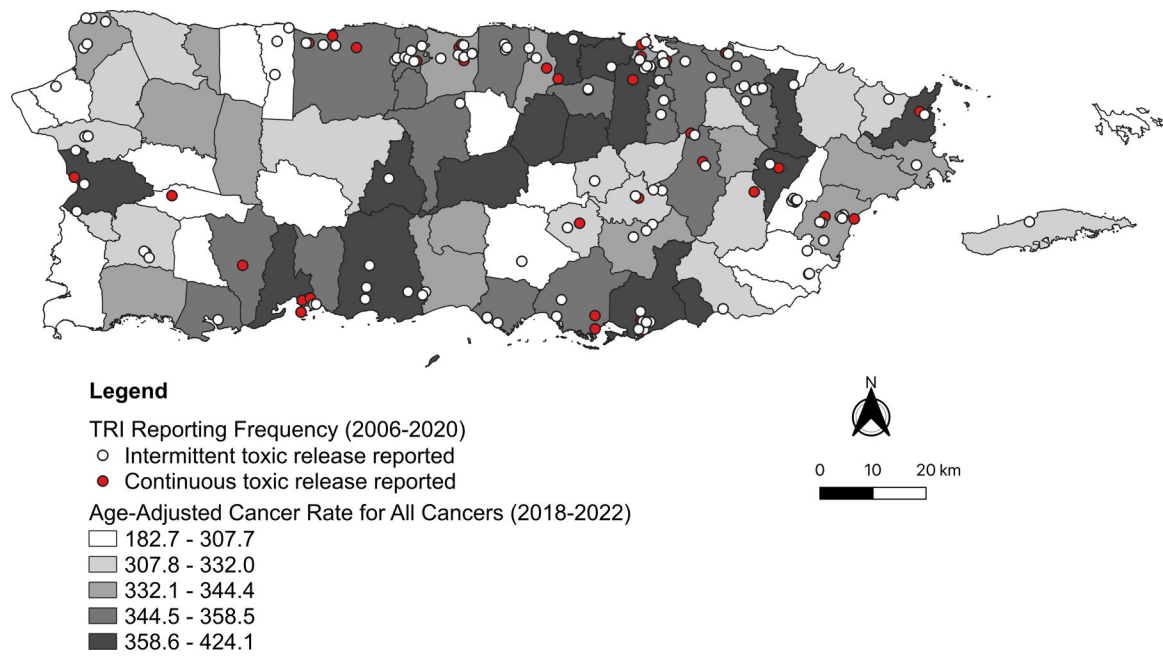 Legend
TRI Reporting Frequency (2006-2020)
Intermittent toxic release reported
Continuous toxic release reported
Age-Adjusted Cancer Rate for All Cancers (2018-2022)
182.7 - 307.7
307.8 - 332.0
332.1 - 344.4
344.5 - 358.5
358.6 - 424.1
N
0 10 20 km